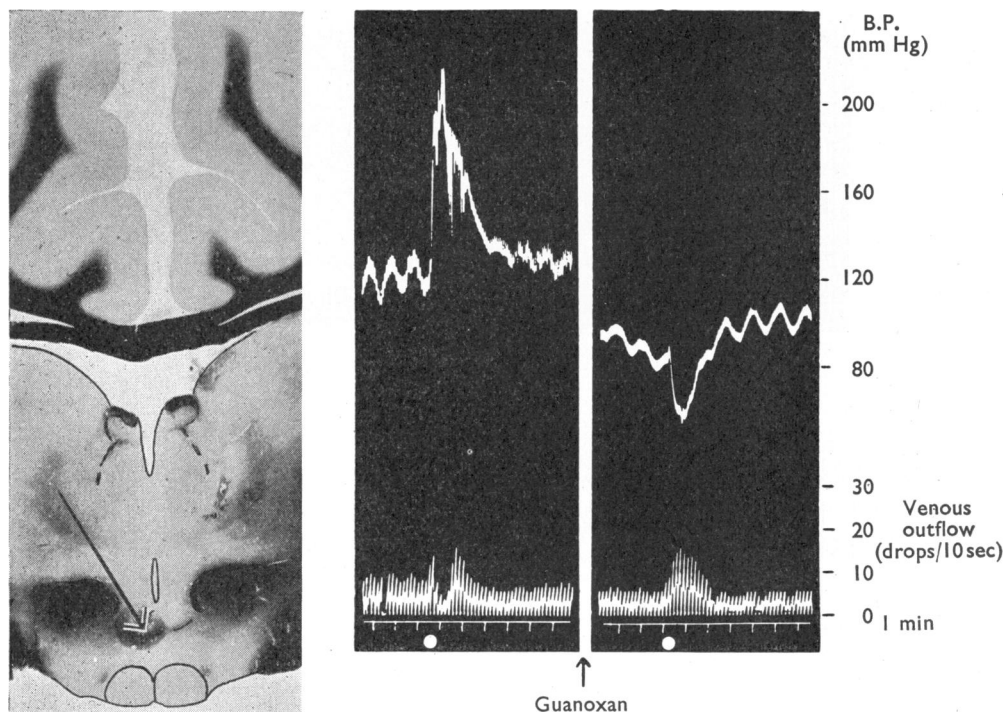 B.P.
(mm Hg)
200
160
120
80
30
Venous
20
outflow
(drops/10 sec)
10
0
1 min
Guanoxan